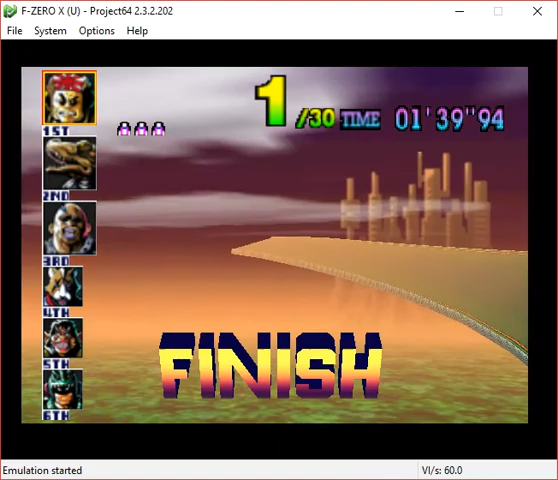 F-ZERO X (U) - Project64 2.3.2.202
File System Options Help
1 /30 TIME 01'39"94
1ST
2ND
3RD
4TH
5TH
6TH
FINISH
Emulation started
VI/s: 60.0